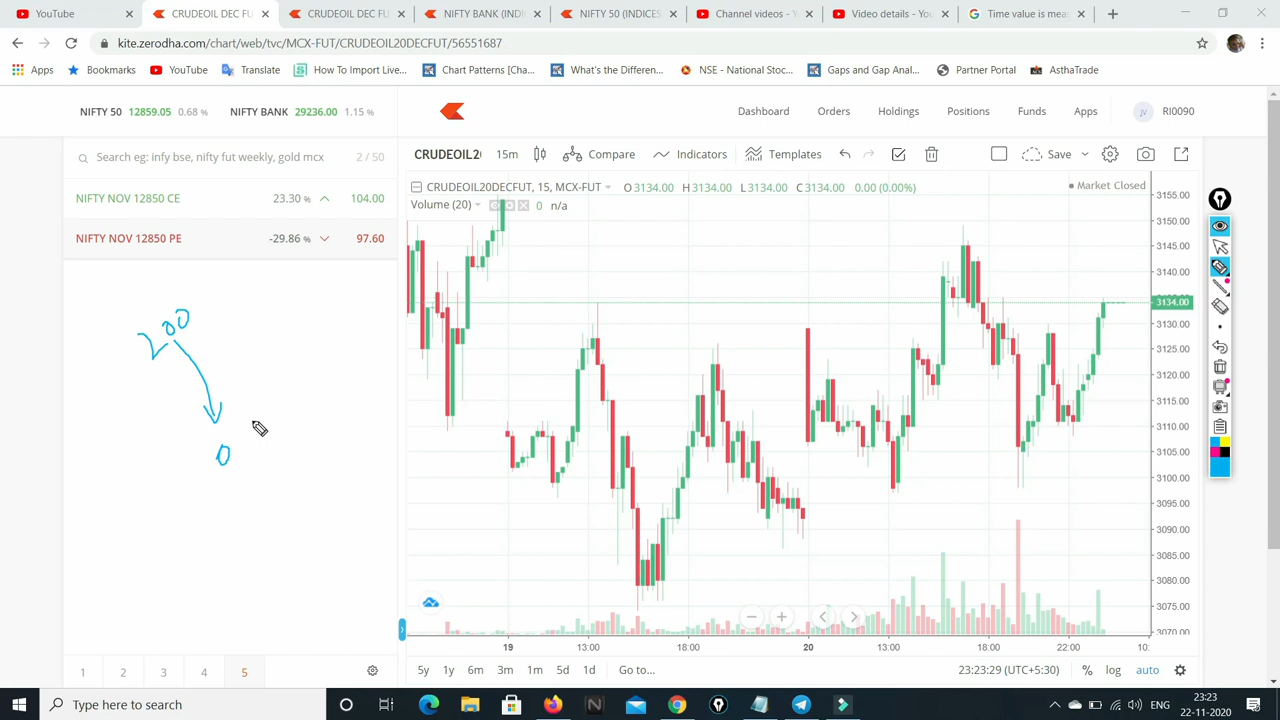 YouTube
CRUDEOIL DEC FU
CRUDEOIL DEC FU
NIFTY BANK (INDI
NIFTY 50 (INDICES
Channel videos - Yo
Video details - You
Time value is mea
kite.zerodha.com/chart/web/tvc/MCX-FUT/CRUDEOIL20DECFUT/56551687
Apps
Bookmarks
YouTube
Translate
How To Import Live...
Chart Patterns [Cha...
What's the Differen...
NSE - National Stoc...
Gaps and Gap Anal...
Partner Portal
AsthaTrade
NIFTY 50 12859.05 0.68 %
NIFTY BANK 29236.00 1.15 %
Dashboard
Orders
Holdings
Positions
Funds
Apps
JV
RI0090
Search eg: infy bse, nifty fut weekly, gold mcx
2 / 50
NIFTY NOV 12850 CE 23.30 % 104.00
NIFTY NOV 12850 PE -29.86 % 97.60
200
0
1 2 3 4 5
CRUDEOIL20
15m
Compare
Indicators
Templates
Save
CRUDEOIL20DECFUT, 15, MCX-FUT
O 3134.00 H 3134.00 L 3134.00 C 3134.00 0.00 (0.00%)
Market Closed
Volume (20) 0 n/a
3155.00
3150.00
3145.00
3140.00
3134.00
3130.00
3125.00
3120.00
3115.00
3110.00
3105.00
3100.00
3095.00
3090.00
3085.00
3080.00
3075.00
3070.00
19 13:00 18:00 20 13:00 18:00 22:00 10:
5y 1y 6m 3m 1m 5d 1d Go to...
23:23:29 (UTC+5:30)
% log auto
Type here to search
ENG
23:23
22-11-2020